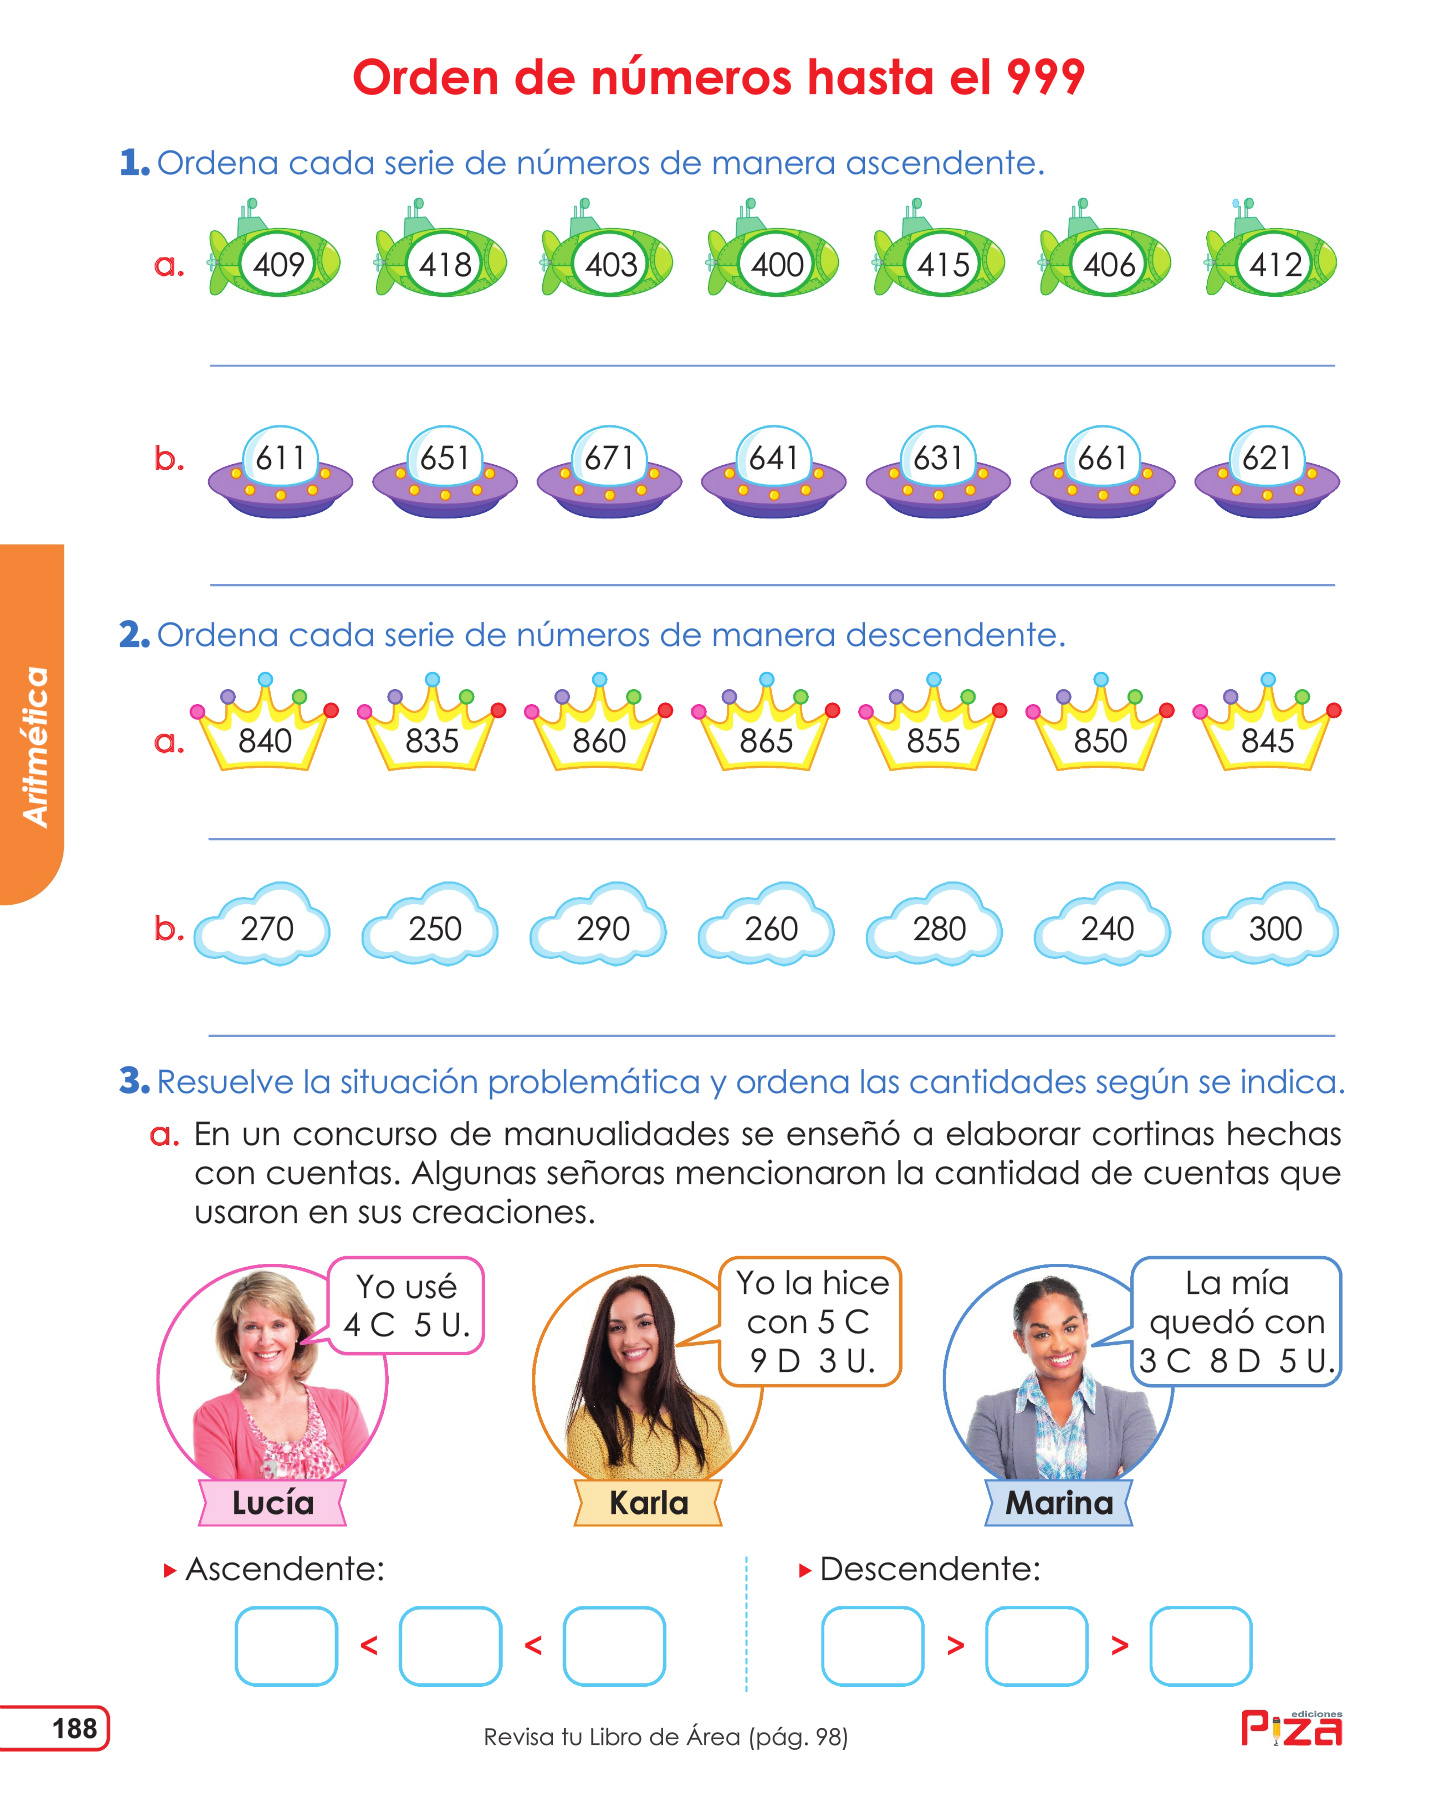 Orden de números hasta el 999
1. Ordena cada serie de números de manera ascendente.
a. 409 418 403 400 415 406 412
b. 611 651 671 641 631 661 621
2. Ordena cada serie de números de manera descendente.
a. 840 835 860 865 855 850 845
b. 270 250 290 260 280 240 300
Aritmética
3. Resuelve la situación problemática y ordena las cantidades según se indica.
a. En un concurso de manualidades se enseñó a elaborar cortinas hechas
con cuentas. Algunas señoras mencionaron la cantidad de cuentas que
usaron en sus creaciones.
Yo usé
4 C 5 U.
Lucía
Yo la hice
con 5 C
9 D 3 U.
Karla
La mía
quedó con
3 C 8 D 5 U.
Marina
Ascendente:
< <
Descendente:
> >
188
Revisa tu Libro de Área (pág. 98)
ediciones
Piza